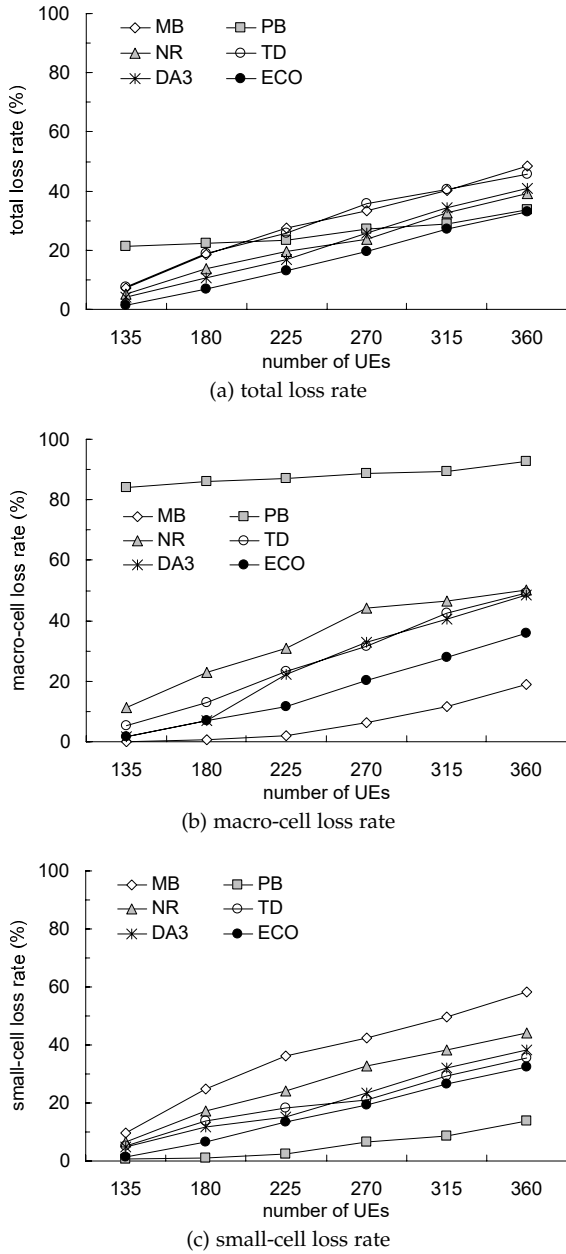 total loss rate (%)
100
80
60
40
20
0
MB PB
NR TD
DA3 ECO
135 180 225 270 315 360
number of UEs
(a) total loss rate
macro-cell loss rate (%)
100
80
60
40
20
0
MB PB
NR TD
DA3 ECO
135 180 225 270 315 360
number of UEs
(b) macro-cell loss rate
small-cell loss rate (%)
100
80
60
40
20
0
MB PB
NR TD
DA3 ECO
135 180 225 270 315 360
number of UEs
(c) small-cell loss rate